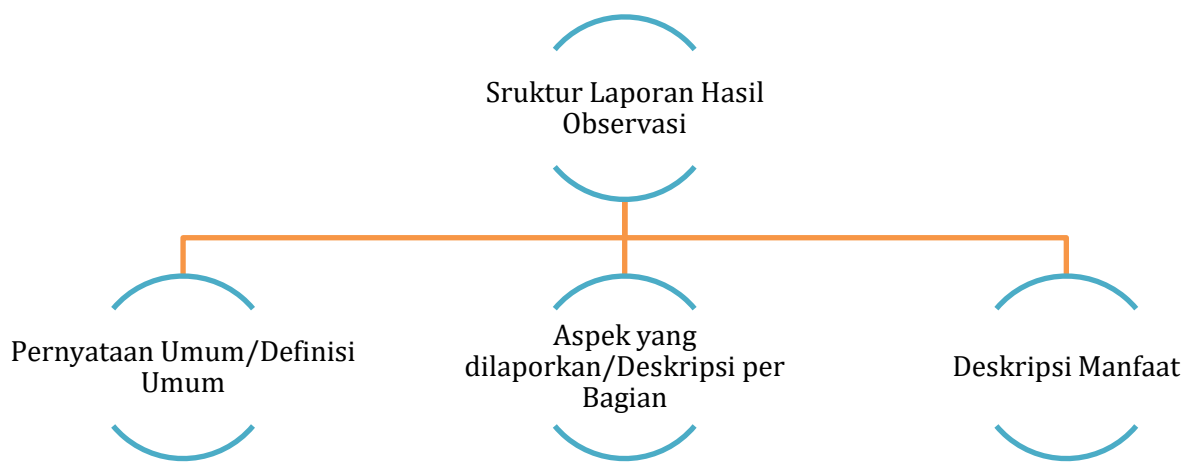 Sruktur Laporan Hasil
Observasi
Pernyataan Umum/Definisi
Umum
Aspek yang
dilaporkan/Deskripsi per
Bagian
Deskripsi Manfaat